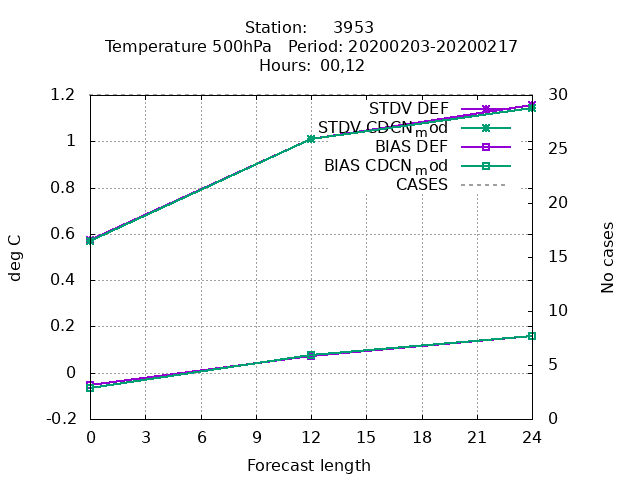 Station: 3953
Temperature 500hPa Period: 20200203-20200217
Hours: 00,12
STDV DEF
STDV CDCNmod
BIAS DEF
BIAS CDCNmod
CASES
1.2
1
0.8
0.6
0.4
0.2
0
-0.2
deg C
30
25
20
15
10
5
0
No cases
0 3 6 9 12 15 18 21 24
Forecast length